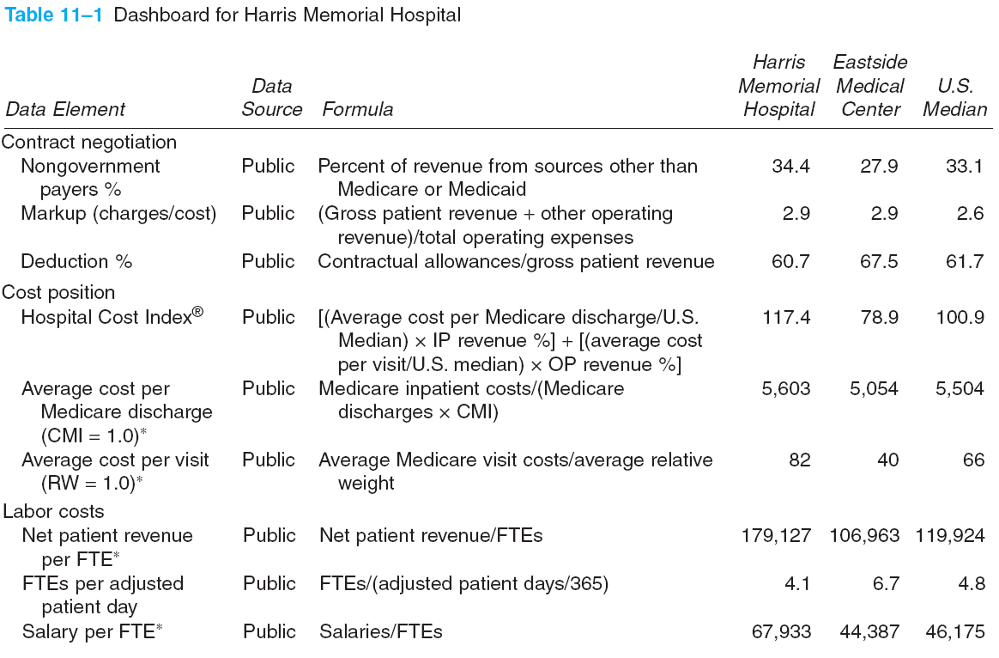 Table 11–1 Dashboard for Harris Memorial Hospital
Harris Eastside
Data Memorial Medical U.S.
Data Element Source Formula Hospital Center Median
Contract negotiation
Nongovernment Public Percent of revenue from sources other than 34.4 27.9 33.1
payers % Medicare or Medicaid
Markup (charges/cost) Public (Gross patient revenue + other operating 2.9 2.9 2.6
revenue)/total operating expenses
Deduction % Public Contractual allowances/gross patient revenue 60.7 67.5 61.7
Cost position
Hospital Cost Index® Public [(Average cost per Medicare discharge/U.S. 117.4 78.9 100.9
Median) × IP revenue %] + [(average cost
per visit/U.S. median) × OP revenue %]
Average cost per Public Medicare inpatient costs/(Medicare 5,603 5,054 5,504
Medicare discharge discharges × CMI)
(CMI = 1.0)*
Average cost per visit Public Average Medicare visit costs/average relative 82 40 66
(RW = 1.0)* weight
Labor costs
Net patient revenue Public Net patient revenue/FTEs 179,127 106,963 119,924
per FTE*
FTEs per adjusted Public FTEs/(adjusted patient days/365) 4.1 6.7 4.8
patient day
Salary per FTE* Public Salaries/FTEs 67,933 44,387 46,175